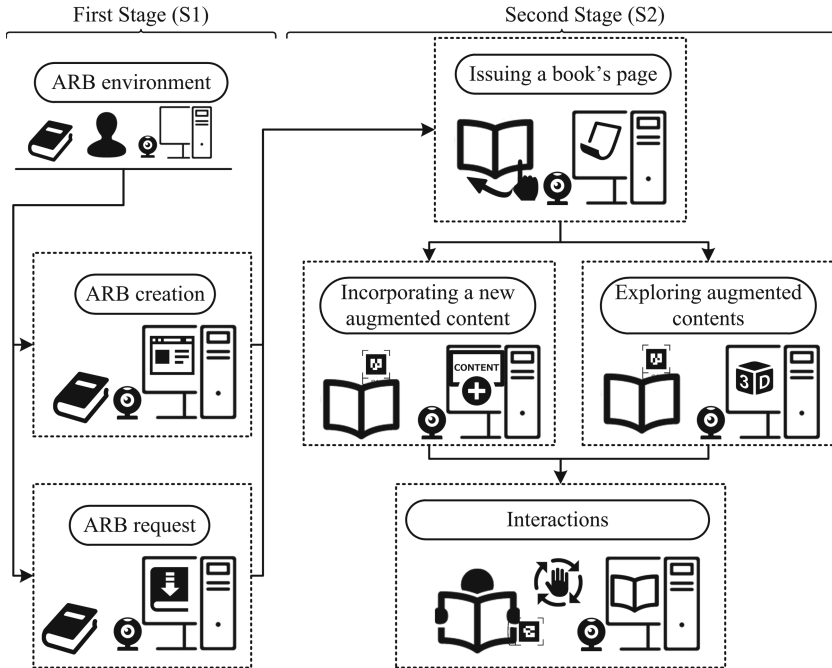 First Stage (S1)
Second Stage (S2)
ARB environment
Issuing a book's page
ARB creation
Incorporating a new
augmented content
CONTENT
Exploring augmented
contents
3D
ARB request
Interactions